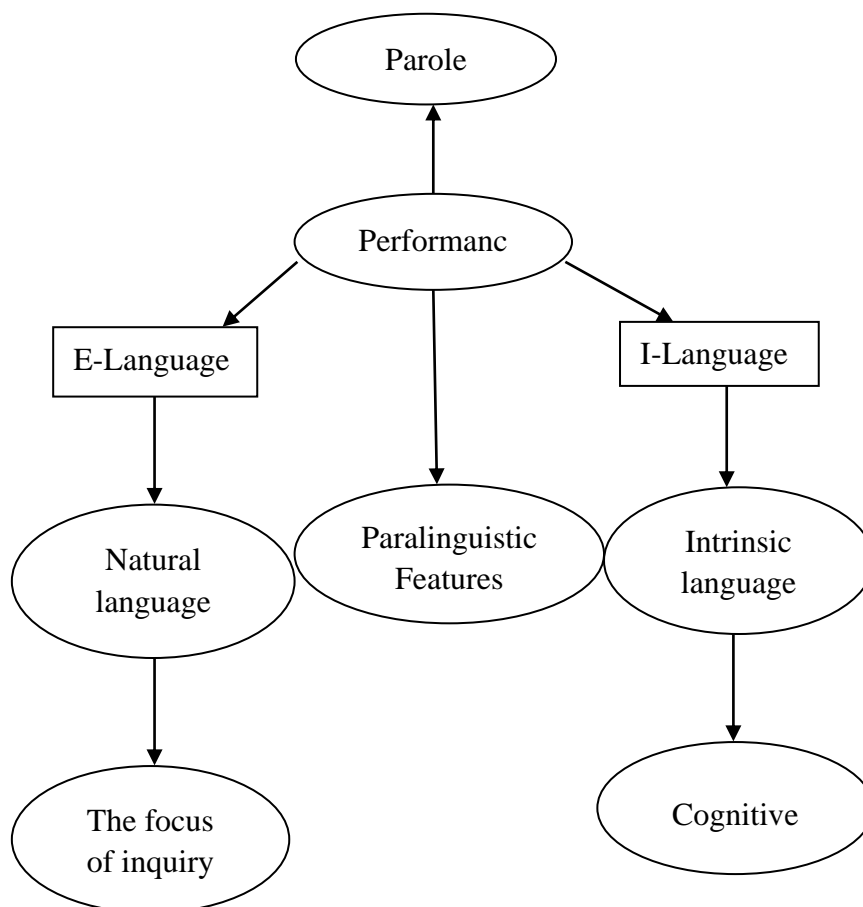 Parole
Performanc
E-Language
I-Language
Paralinguistic
Features
Intrinsic
language
Natural
language
The focus
of inquiry
Cognitive